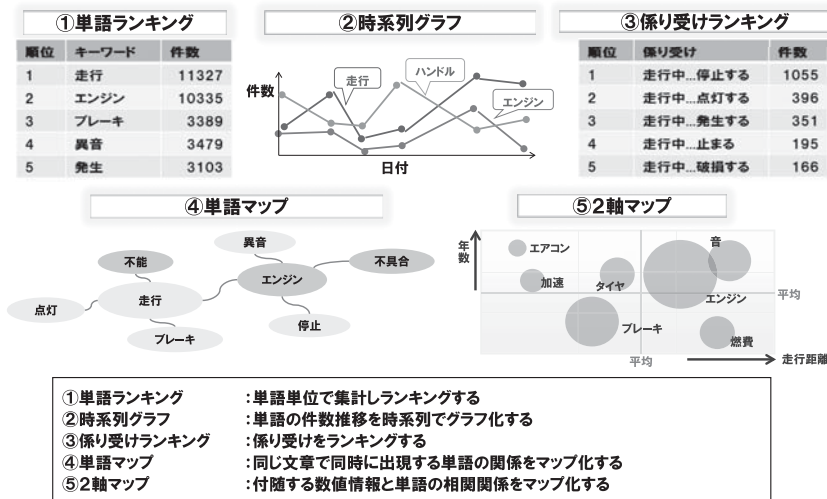 ①単語ランキング
順位 キーワード 件数
1 走行 11327
2 エンジン 10335
3 ブレーキ 3389
4 異音 3479
5 発生 3103
②時系列グラフ
件数
走行
ハンドル
エンジン
日付
③係り受けランキング
順位 係り受け 件数
1 走行中...停止する 1055
2 走行中...点灯する 396
3 走行中...発生する 351
4 走行中...止まる 195
5 走行中...破損する 166
④単語マップ
異音
不能
エンジン
不具合
走行
点灯
停止
ブレーキ
⑤2軸マップ
年数
エアコン
音
加速
タイヤ
エンジン
平均
ブレーキ
燃費
平均
走行距離
①単語ランキング :単語単位で集計しランキングする
②時系列グラフ :単語の件数推移を時系列でグラフ化する
③係り受けランキング :係り受けをランキングする
④単語マップ :同じ文章で同時に出現する単語の関係をマップ化する
⑤2軸マップ :付随する数値情報と単語の相関関係をマップ化する